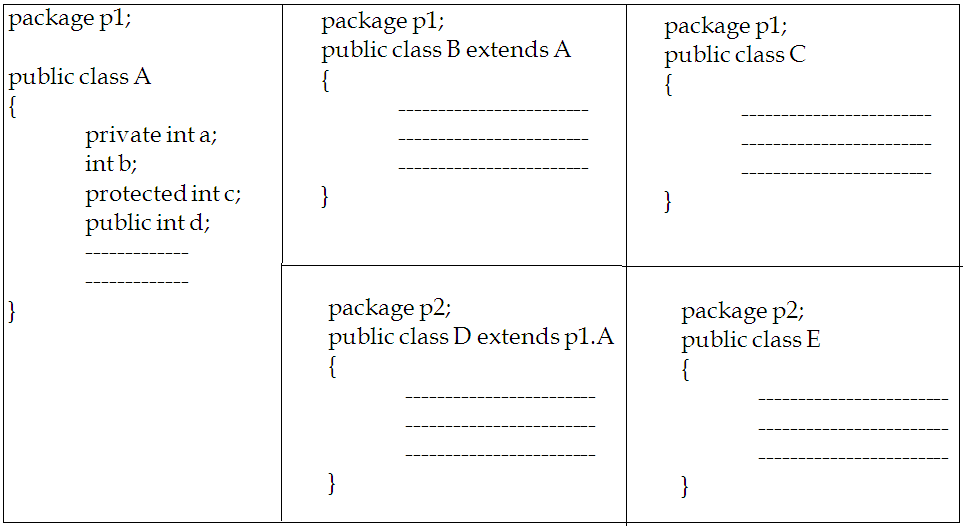 package p1;
public class A
{
private int a;
int b;
protected int c;
public int d;
-------------
-------------
}
package p1;
public class B extends A
{
------------------------
------------------------
------------------------
}
package p1;
public class C
{
------------------------
------------------------
------------------------
}
package p2;
public class D extends p1.A
{
------------------------
------------------------
------------------------
}
package p2;
public class E
{
------------------------
------------------------
------------------------
}